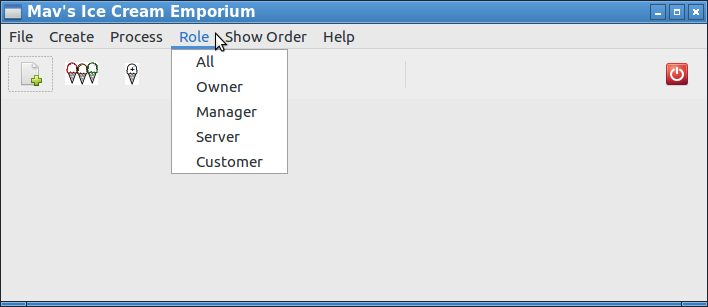 Mav's Ice Cream Emporium
File Create Process Role Show Order Help
All
Owner
Manager
Server
Customer